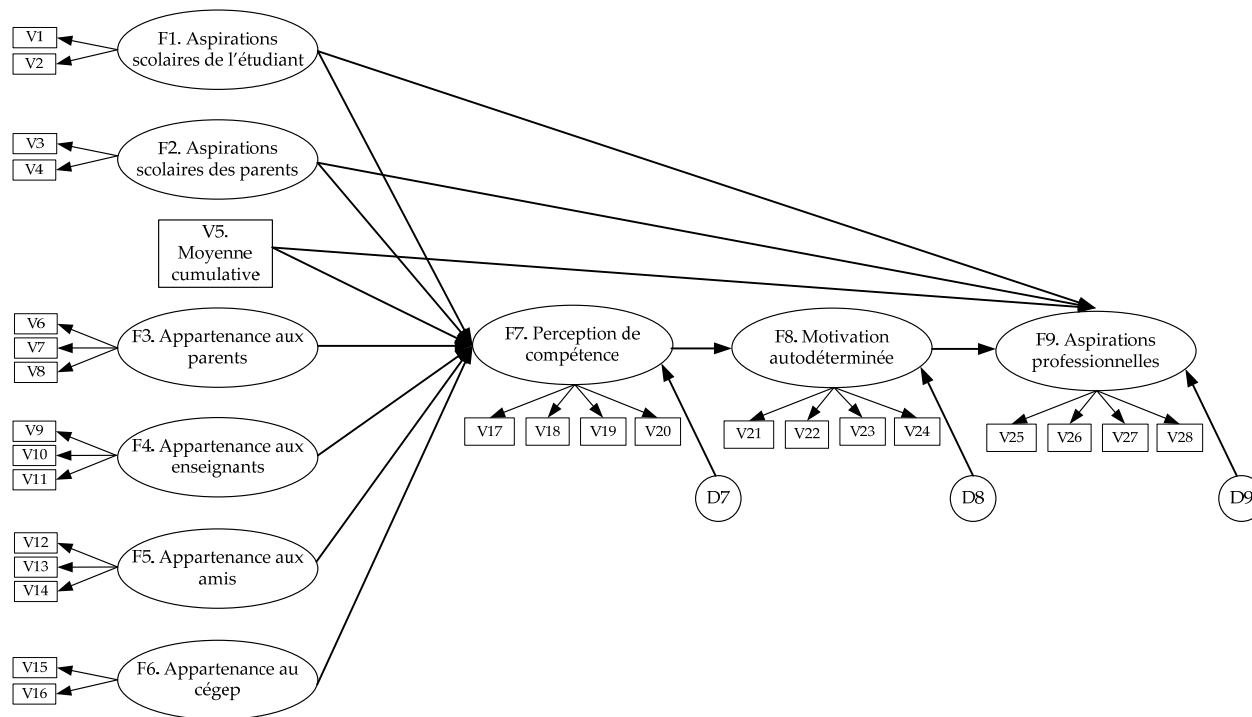 V1
V2
F1. Aspirations
scolaires de l'étudiant
V3
V4
F2. Aspirations
scolaires des parents
V5.
Moyenne
cumulative
V6
V7
V8
F3. Appartenance aux
parents
F7. Perception de
compétence
F8. Motivation
autodéterminée
F9. Aspirations
professionnelles
V17
V18
V19
V20
V21
V22
V23
V24
V25
V26
V27
V28
V9
V10
V11
F4. Appartenance aux
enseignants
D7
D8
D9
V12
V13
V14
F5. Appartenance aux
amis
V15
V16
F6. Appartenance au
cégep